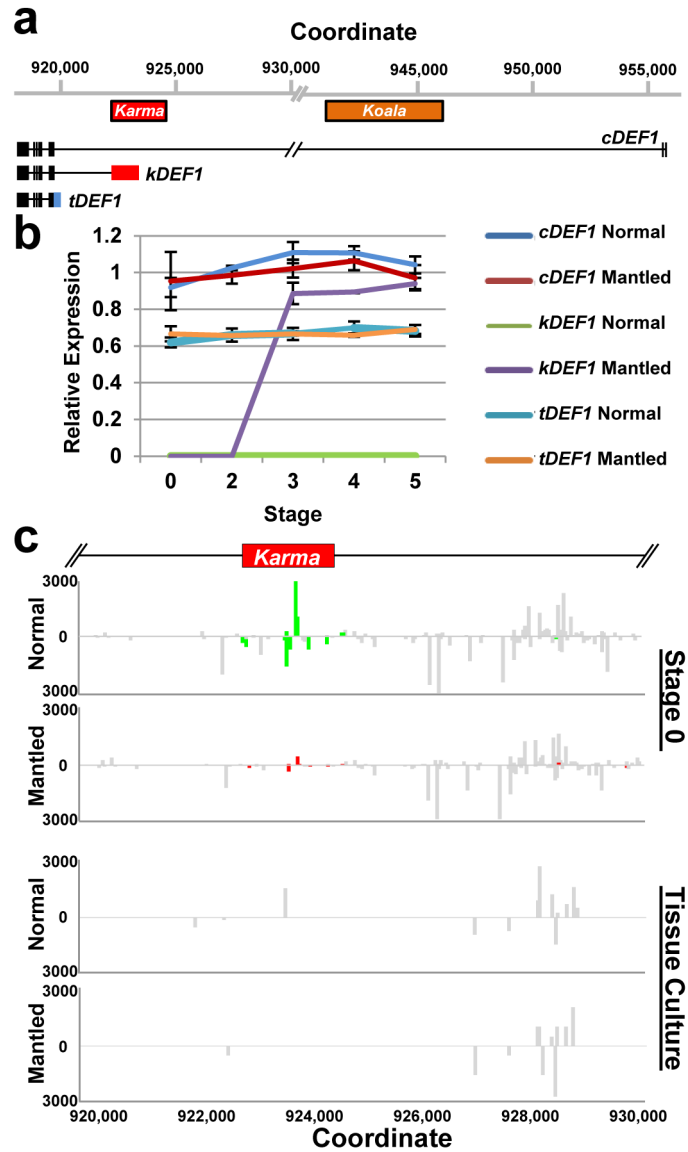 a
Coordinate
920,000 925,000 930,000 945,000 950,000 955,000
Karma Koala
cDEF1
kDEF1
tDEF1
b
Relative Expression
1.2
1
0.8
0.6
0.4
0.2
0
0 2 3 4 5
Stage
cDEF1 Normal
cDEF1 Mantled
kDEF1 Normal
kDEF1 Mantled
tDEF1 Normal
tDEF1 Mantled
c
Karma
3000
0
3000
Normal
3000
0
3000
Mantled
Stage 0
3000
0
3000
Normal
3000
0
3000
Mantled
Tissue Culture
920,000 922,000 924,000 926,000 928,000 930,000
Coordinate